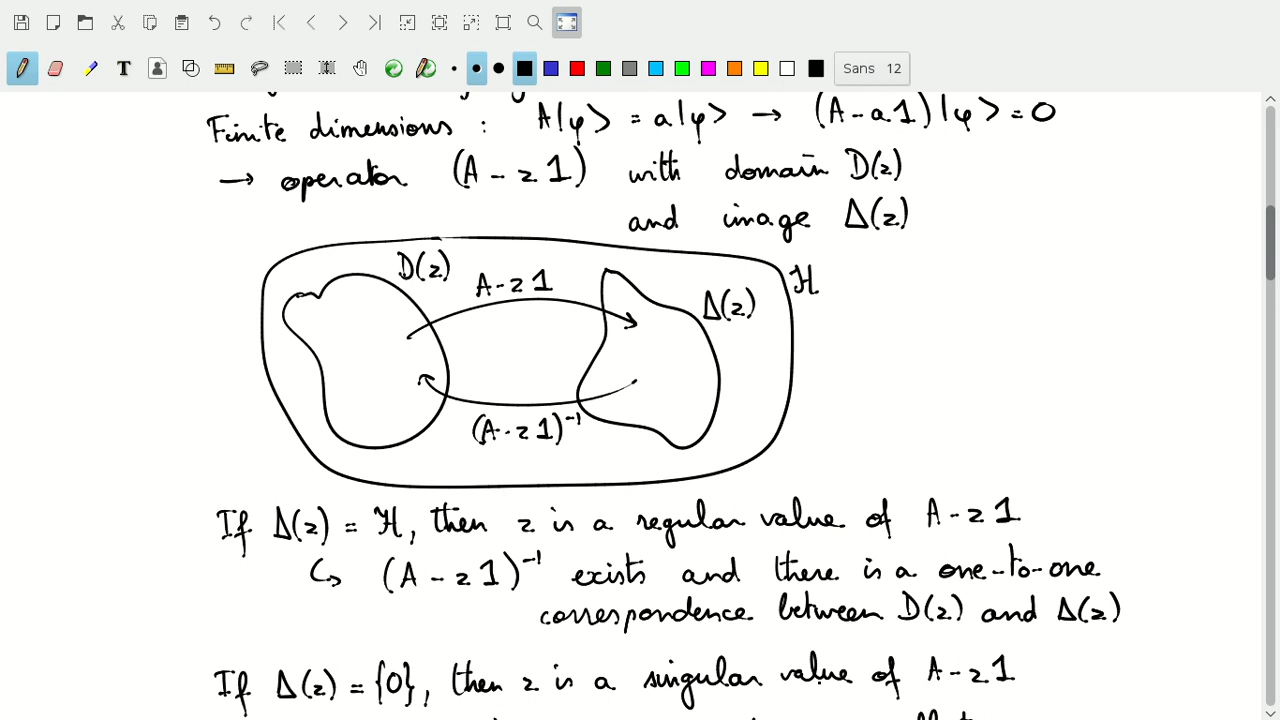 Sans 12
Finite dimensions : A|φ> = a|φ> → (A - a 1)|φ> = 0
→ operator (A - z 1) with domain D(z)
and image Δ(z)
D(z)
A - z 1
Δ(z)
ℋ
(A - z 1)⁻¹
If Δ(z) = ℋ, then z is a regular value of A - z 1
↪ (A - z 1)⁻¹ exists and there is a one-to-one
correspondence between D(z) and Δ(z)
If Δ(z) = {0}, then z is a singular value of A - z 1